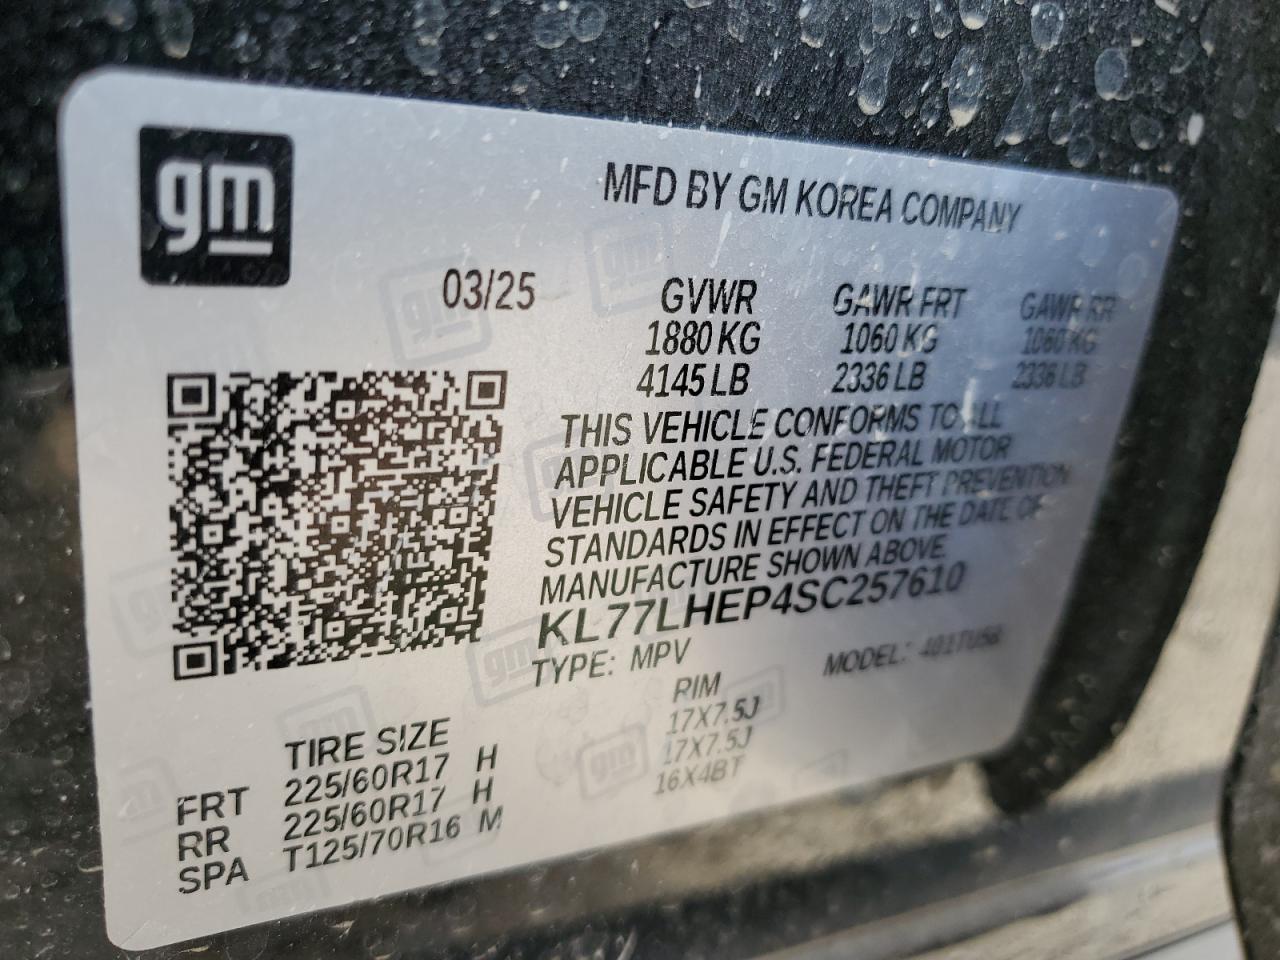 gm
MFD BY GM KOREA COMPANY
03/25 GVWR GAWR FRT GAWR RR
1880 KG 1060 KG 1060 KG
4145 LB 2336 LB 2336 LB
THIS VEHICLE CONFORMS TO ALL
APPLICABLE U.S. FEDERAL MOTOR
VEHICLE SAFETY AND THEFT PREVENTION
STANDARDS IN EFFECT ON THE DATE OF
MANUFACTURE SHOWN ABOVE
KL77LHEP4SC257610
TYPE: MPV MODEL:
TIRE SIZE RIM
FRT 225/60R17 H 17X7.5J
RR 225/60R17 H 17X7.5J
SPA T125/70R16 M 16X4BT